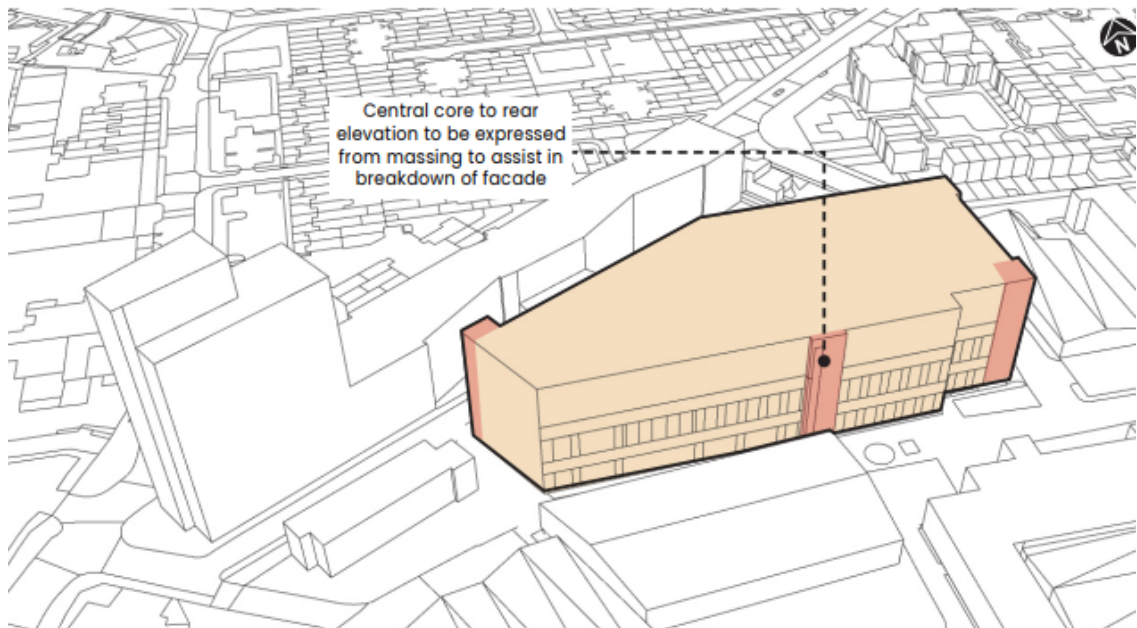 Central core to rear
elevation to be expressed
from massing to assist in
breakdown of facade
N